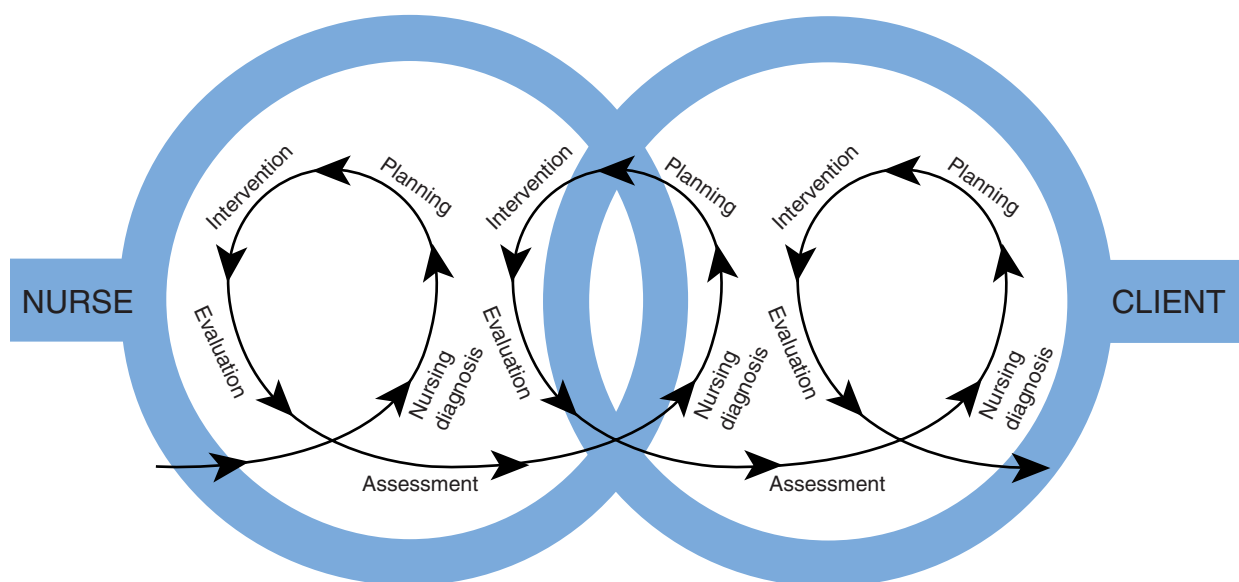 Intervention
Planning
Intervention
Planning
Intervention
Planning
NURSE
CLIENT
Evaluation
Nursing
diagnosis
Evaluation
Nursing
diagnosis
Evaluation
Nursing
diagnosis
Assessment
Assessment